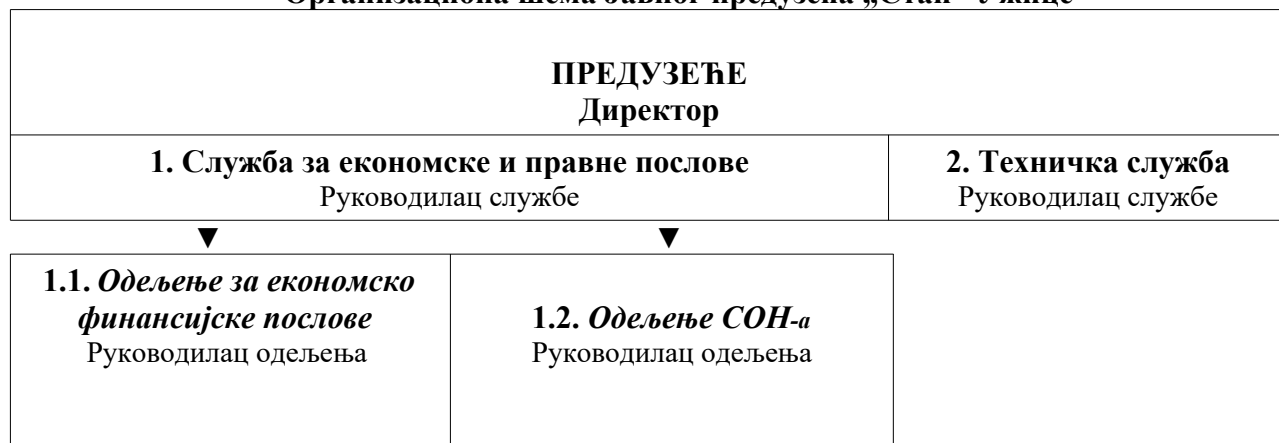 ПРЕДУЗЕЋЕ
Директор
1. Служба за економске и правне послове
Руководилац службе
2. Техничка служба
Руководилац службе
1.1. Одељење за економско
финансијске послове
Руководилац одељења
1.2. Одељење СОН-а
Руководилац одељења